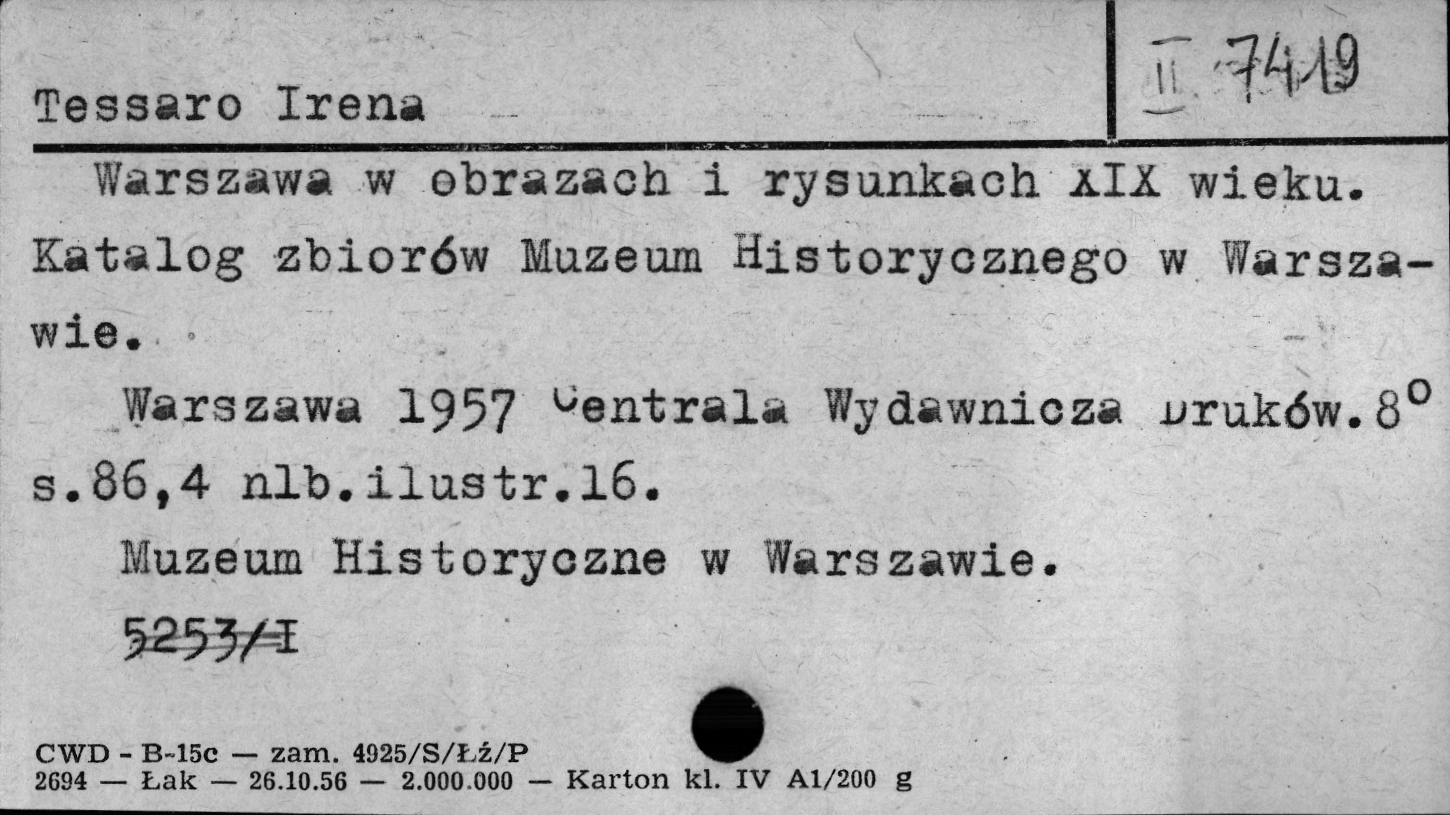 II 7419
Tessaro Irena
Warszawa w obrazach i rysunkach XIX wieku.
Katalog zbiorów Muzeum Historycznego w Warsza-
wie.
Warszawa 1957 Centrala Wydawnicza Druków.8º
s.86,4 nlb.ilustr.16.
Muzeum Historyczne w Warszawie.
5253/I
CWD - B-15c — zam. 4925/S/Łź/P
2694 — Łak — 26.10.56 — 2.000.000 — Karton kl. IV A1/200 g